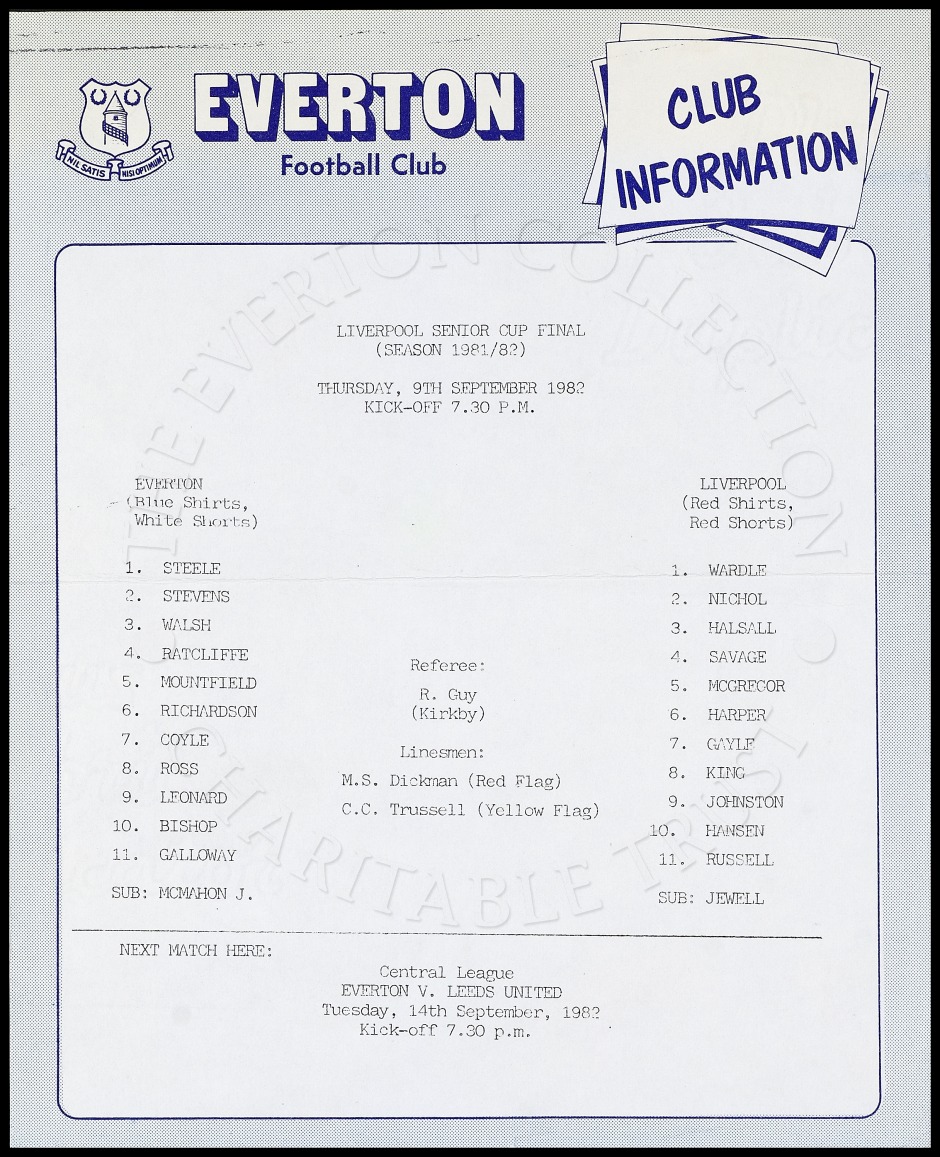 EVERTON
Football Club
NIL SATIS NISI OPTIMUM
CLUB
INFORMATION
THE EVERTON COLLECTION
CHARITABLE TRUST
LIVERPOOL SENIOR CUP FINAL
(SEASON 1981/82)
THURSDAY, 9TH SEPTEMBER 1982
KICK-OFF 7.30 P.M.
EVERTON
(Blue Shirts,
White Shorts)
1. STEELE
2. STEVENS
3. WALSH
4. RATCLIFFE
5. MOUNTFIELD
6. RICHARDSON
7. COYLE
8. ROSS
9. LEONARD
10. BISHOP
11. GALLOWAY
SUB: MCMAHON J.
Referee:
R. Guy
(Kirkby)
Linesmen:
M.S. Dickman (Red Flag)
C.C. Trussell (Yellow Flag)
LIVERPOOL
(Red Shirts,
Red Shorts)
1. WARDLE
2. NICHOL
3. HALSALL
4. SAVAGE
5. MCGREGOR
6. HARPER
7. GAYLE
8. KING
9. JOHNSTON
10. HANSEN
11. RUSSELL
SUB: JEWELL
NEXT MATCH HERE:
Central League
EVERTON V. LEEDS UNITED
Tuesday, 14th September, 1982
Kick-off 7.30 p.m.